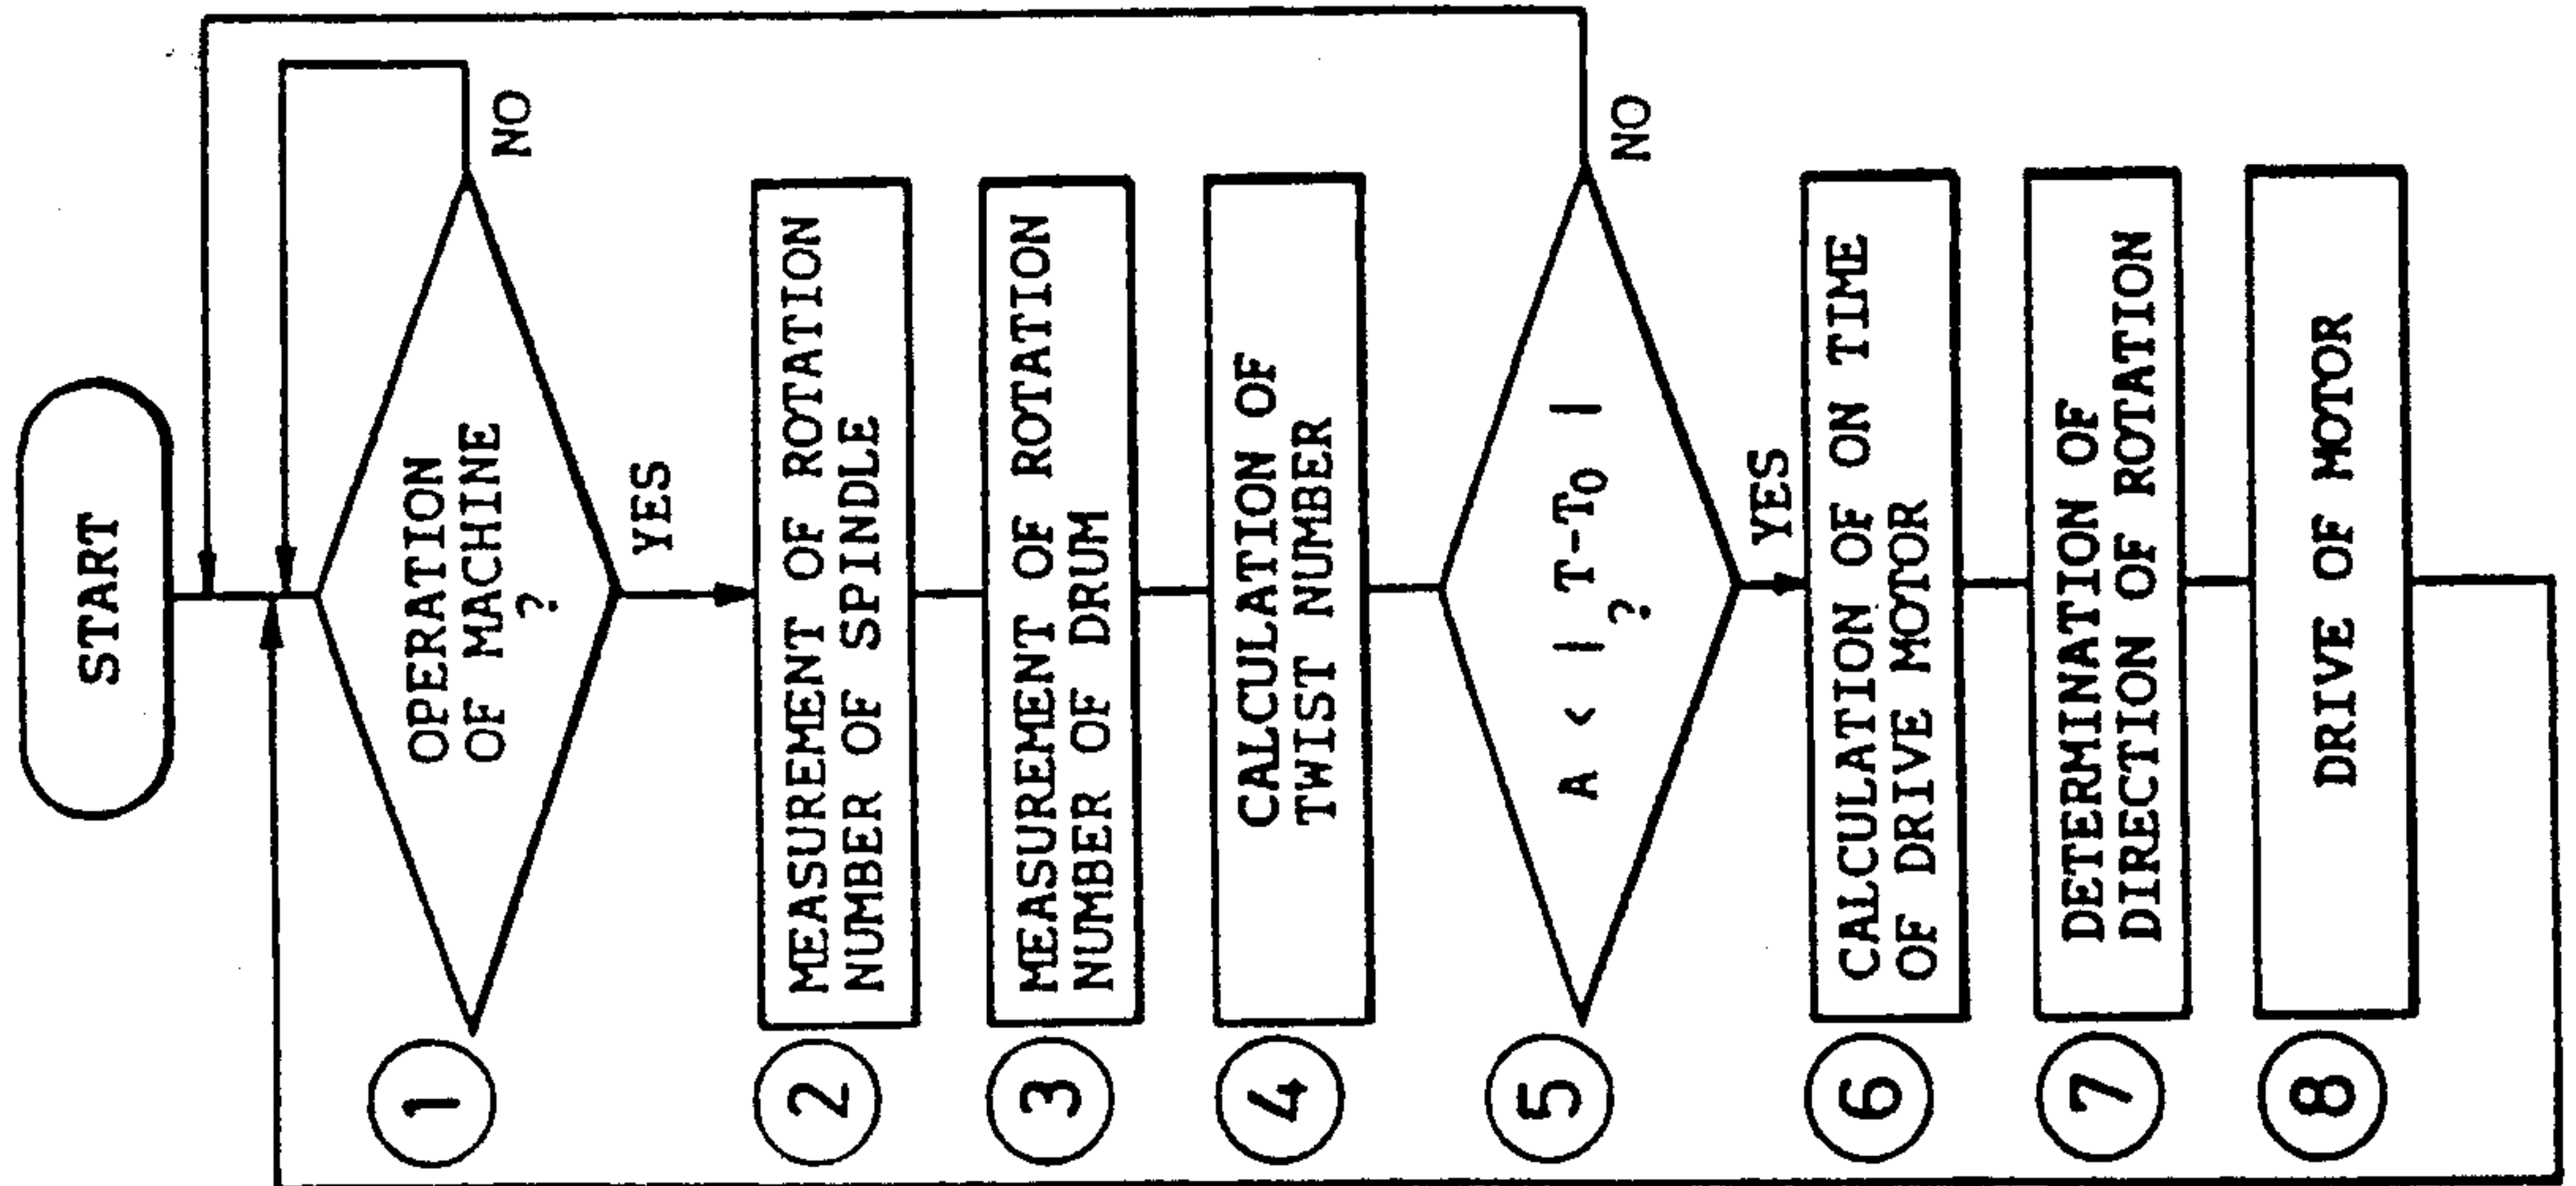 START
1
OPERATION
OF MACHINE
?
NO
YES
2
MEASUREMENT OF ROTATION
NUMBER OF SPINDLE
3
MEASUREMENT OF ROTATION
NUMBER OF DRUM
4
CALCULATION OF
TWIST NUMBER
5
A < | T-T₀ |
?
NO
YES
6
CALCULATION OF ON TIME
OF DRIVE MOTOR
7
DETERMINATION OF
DIRECTION OF ROTATION
8
DRIVE OF MOTOR